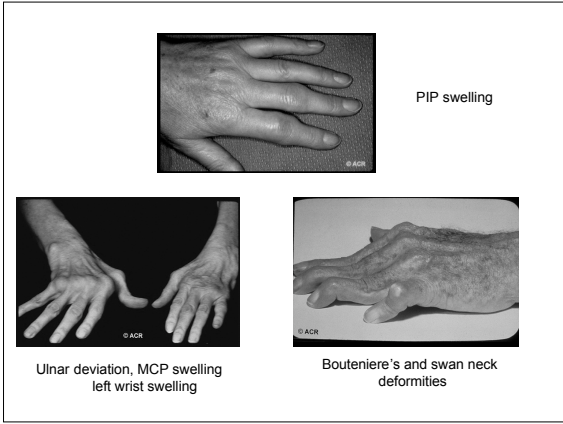 PIP swelling
© ACR
© ACR
© ACR
Ulnar deviation, MCP swelling
left wrist swelling
Bouteniere's and swan neck
deformities